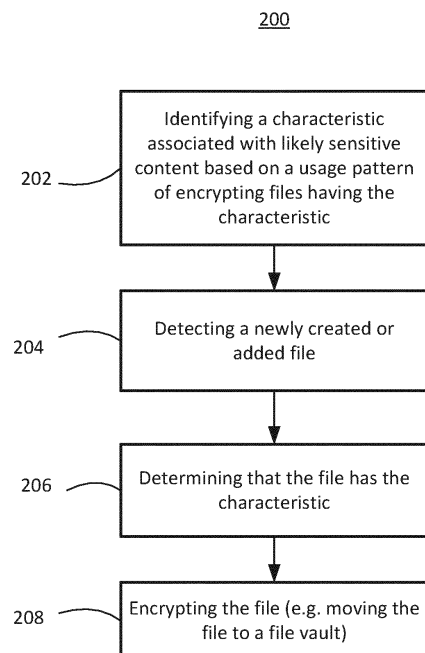 200
Identifying a characteristic
associated with likely sensitive
content based on a usage pattern
of encrypting files having the
characteristic
202
Detecting a newly created or
added file
204
Determining that the file has the
characteristic
206
Encrypting the file (e.g. moving the
file to a file vault)
208